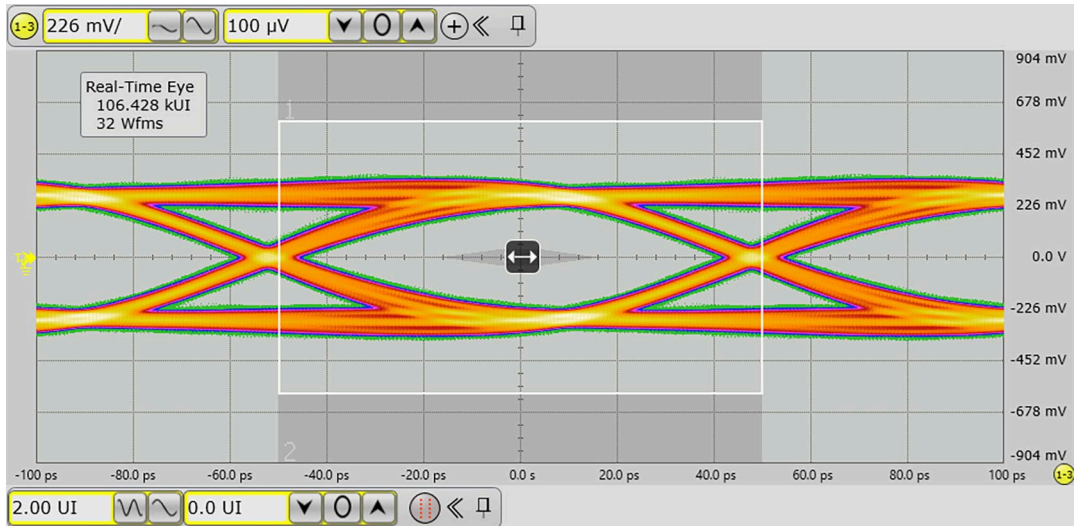 1-3 226 mV/ 100 µV
904 mV
Real-Time Eye
106.428 kUI
32 Wfms
1
678 mV
452 mV
226 mV
0.0 V
-226 mV
-452 mV
-678 mV
2
-904 mV
-100 ps -80.0 ps -60.0 ps -40.0 ps -20.0 ps 0.0 s 20.0 ps 40.0 ps 60.0 ps 80.0 ps 100 ps 1-3
2.00 UI 0.0 UI 0